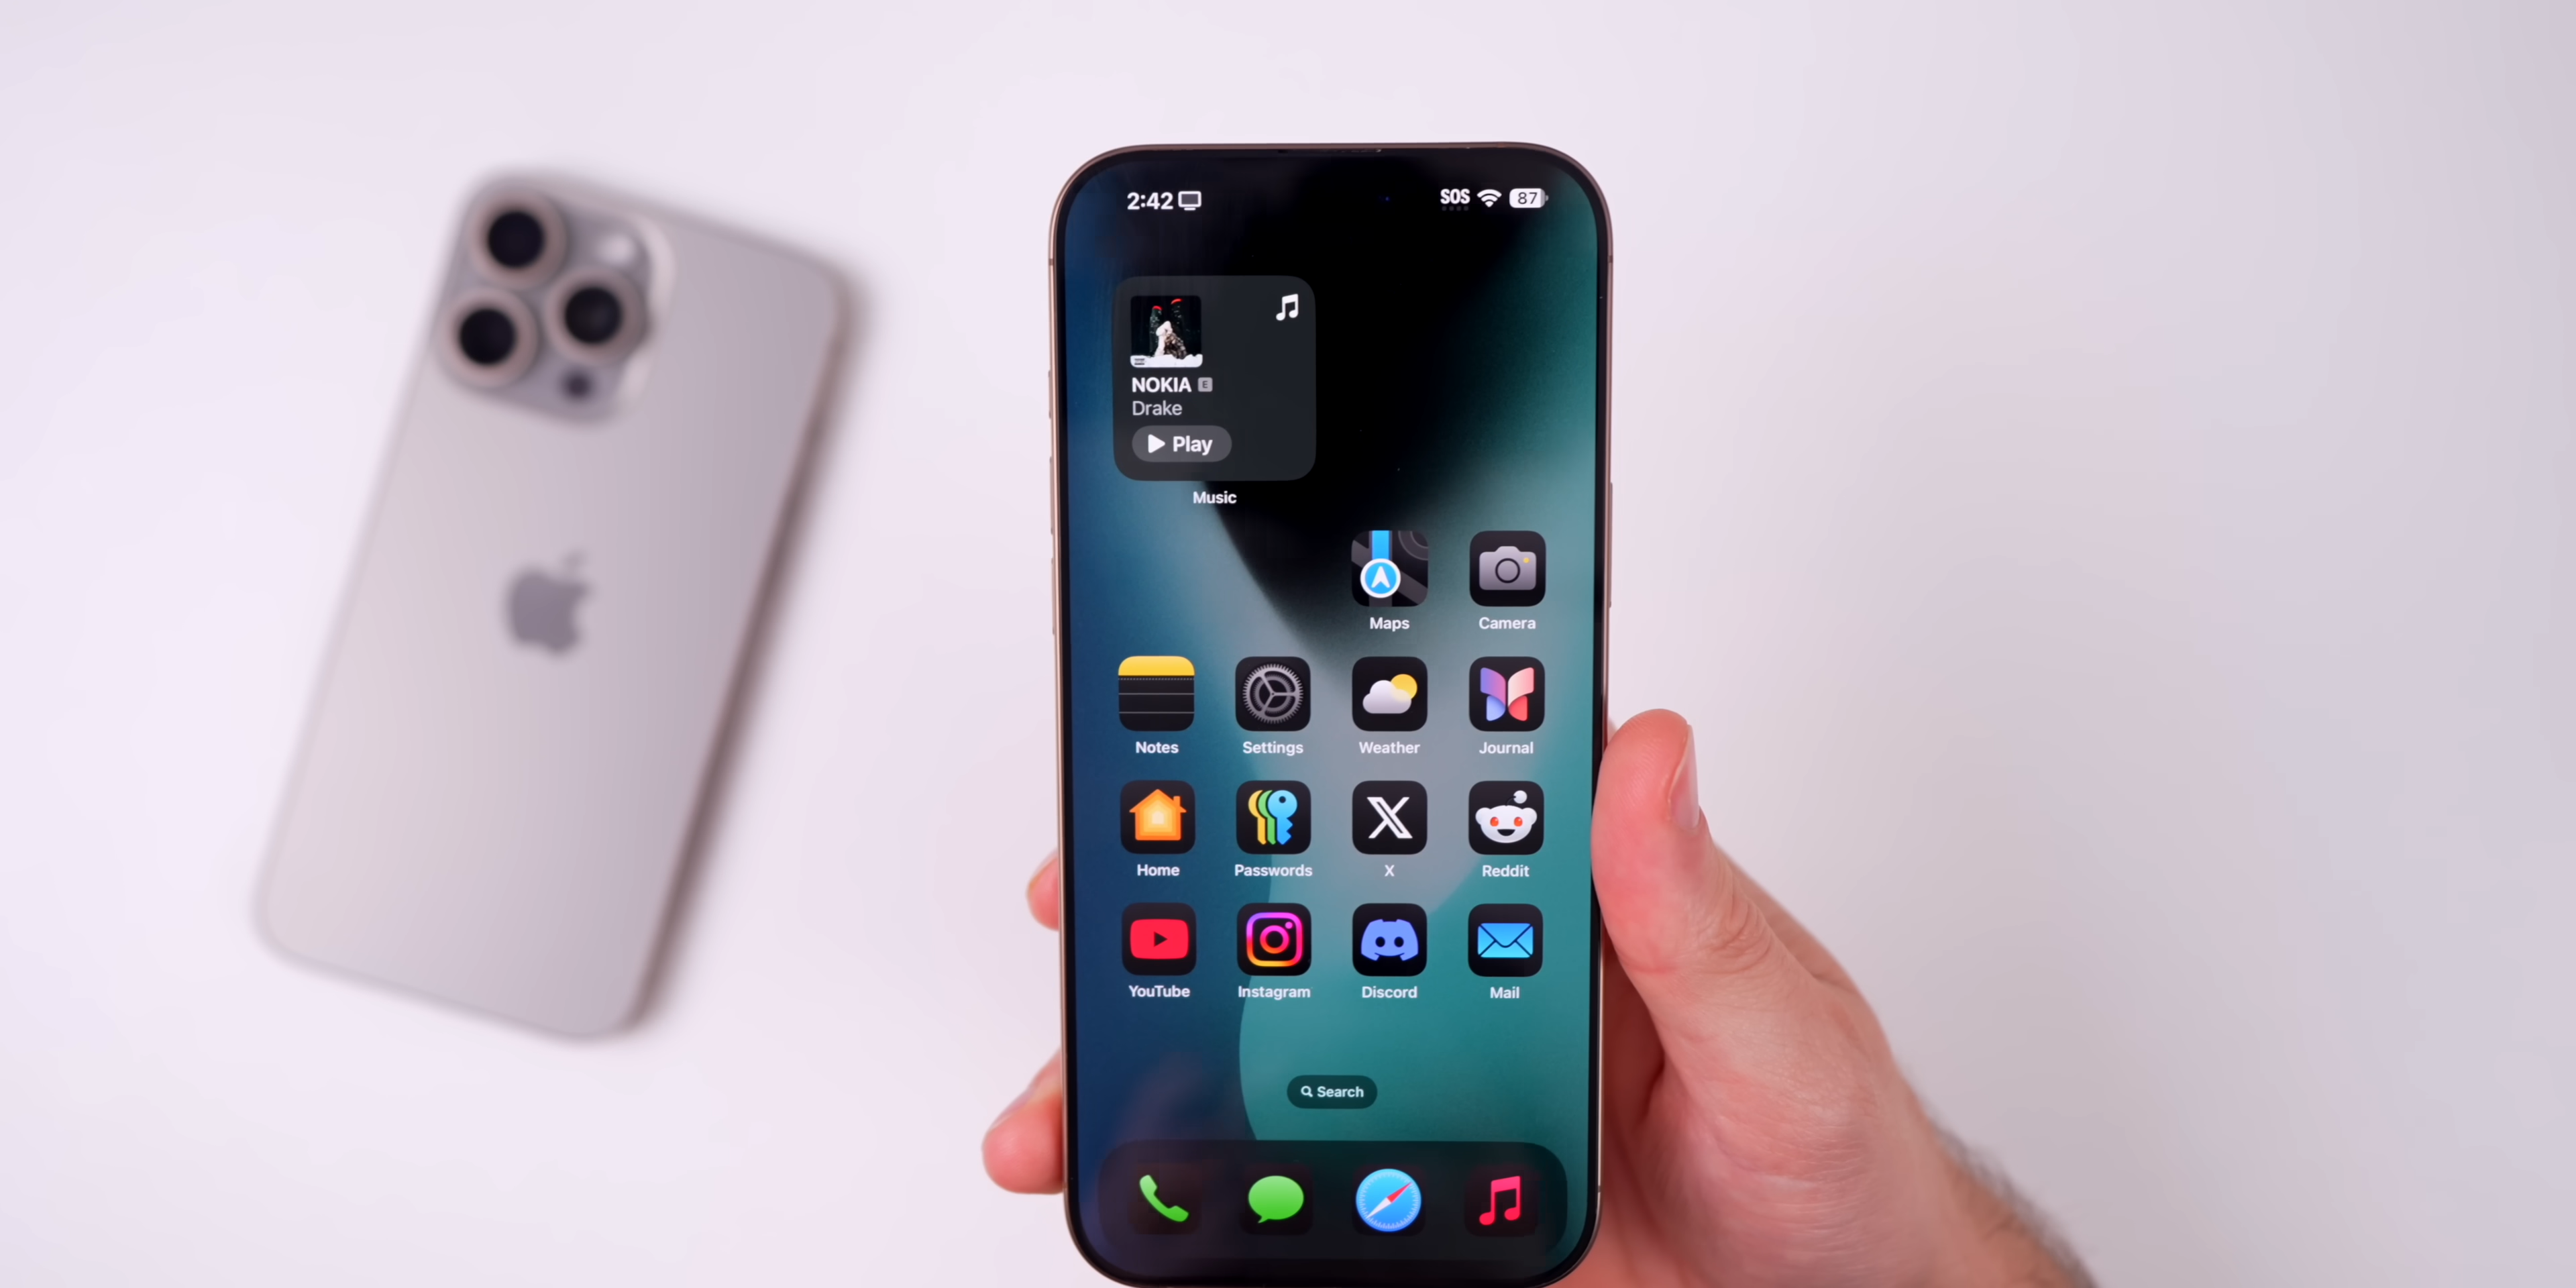 2:42 SOS 87
NOKIA E
Drake
Play
Music
Maps Camera
Notes Settings Weather Journal
Home Passwords X Reddit
YouTube Instagram Discord Mail
Search